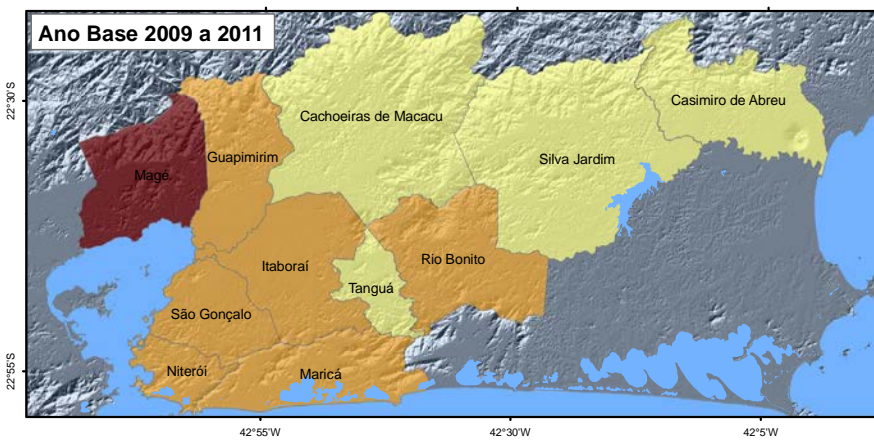 Ano Base 2009 a 2011
22°30'S
Casimiro de Abreu
Cachoeiras de Macacu
Guapimirim
Silva Jardim
Magé
Itaboraí
Rio Bonito
Tanguá
São Gonçalo
22°55'S
Niterói
Maricá
42°55'W
42°30'W
42°5'W